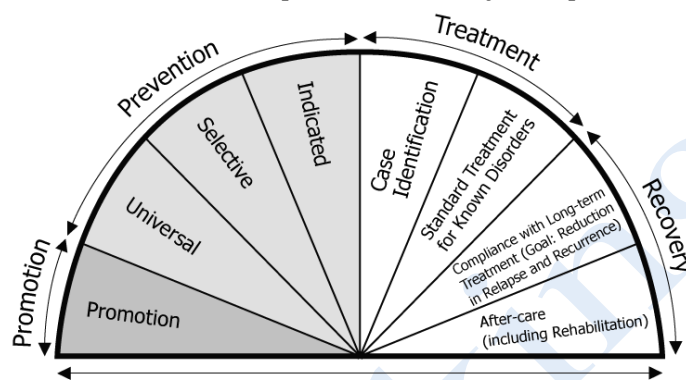 Promotion
Prevention
Treatment
Recovery
Promotion
Universal
Selective
Indicated
Case
Identification
Standard Treatment
for Known Disorders
Compliance with Long-term
Treatment (Goal: Reduction
in Relapse and Recurrence)
After-care
(including Rehabilitation)